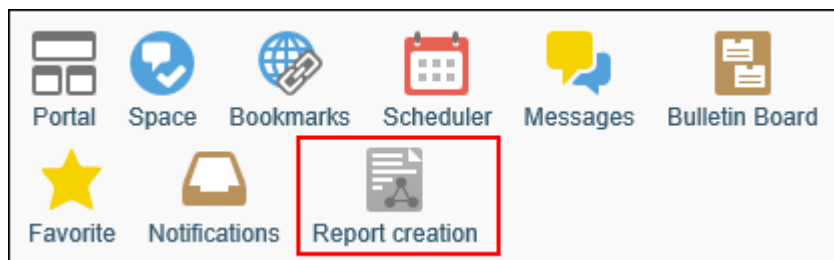 Portal Space Bookmarks Scheduler Messages Bulletin Board
Favorite Notifications Report creation